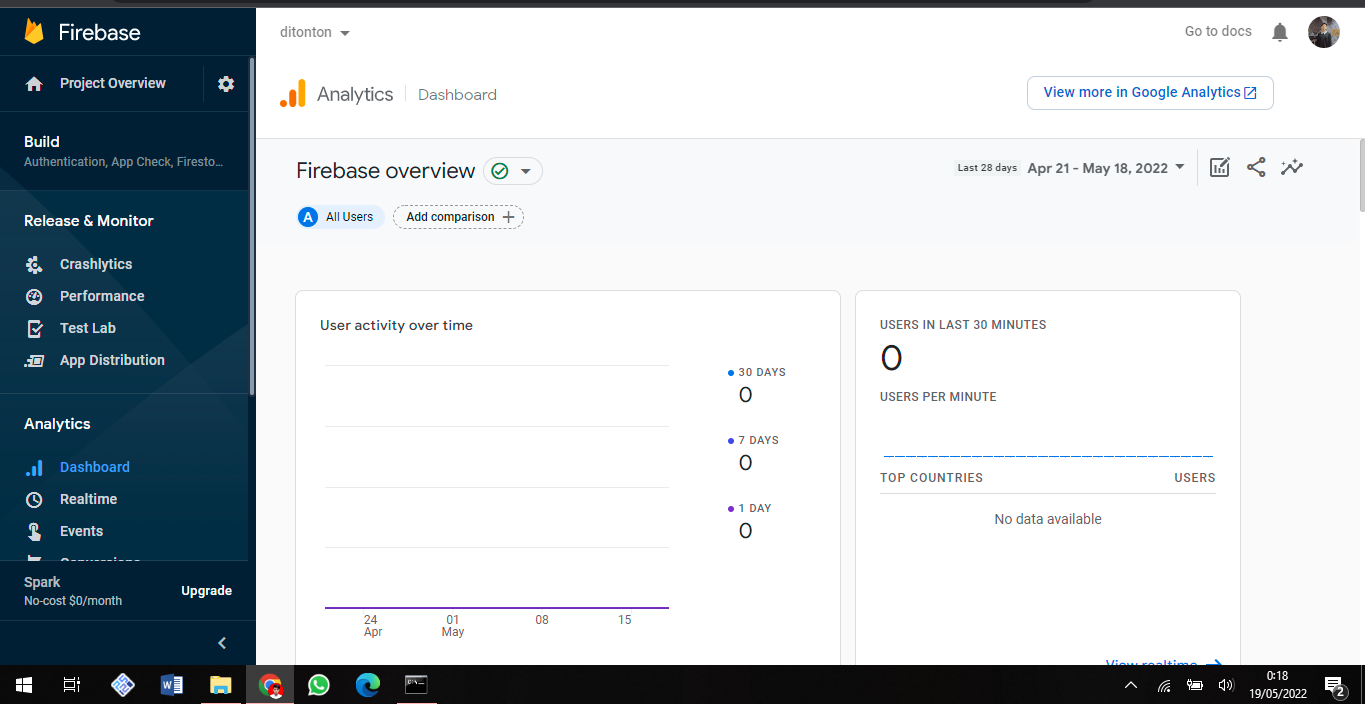 Firebase
ditonton
Go to docs
Project Overview
Analytics
Dashboard
View more in Google Analytics
Build
Authentication, App Check, Firesto...
Firebase overview
Last 28 days
Apr 21 - May 18, 2022
A
All Users
Add comparison
Release & Monitor
Crashlytics
Performance
Test Lab
App Distribution
Analytics
Dashboard
Realtime
Events
Conversions
Spark
No-cost $0/month
Upgrade
User activity over time
30 DAYS
0
7 DAYS
0
1 DAY
0
24
Apr
01
May
08
15
USERS IN LAST 30 MINUTES
0
USERS PER MINUTE
TOP COUNTRIES
USERS
No data available
View realtime
0:18
19/05/2022
2